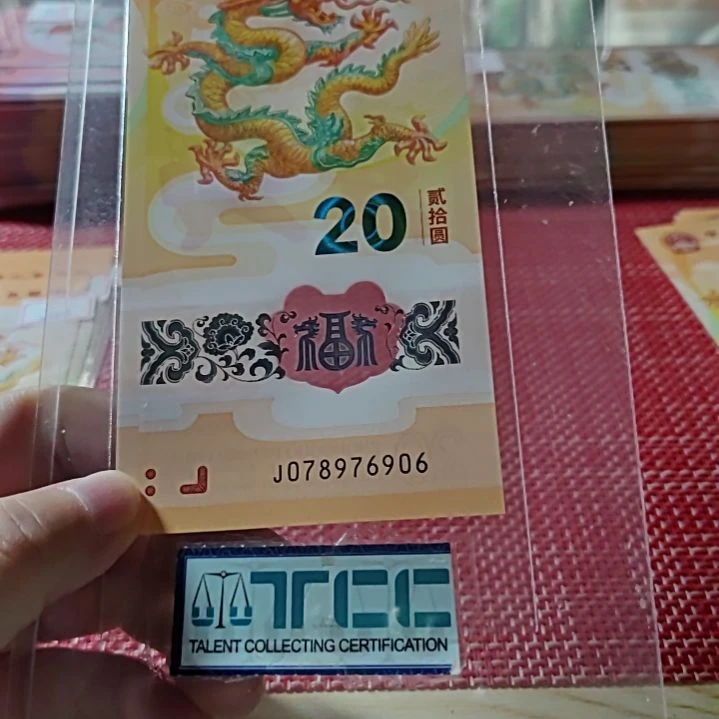 20
贰拾圆
福
J078976906
TCC
TALENT COLLECTING CERTIFICATION